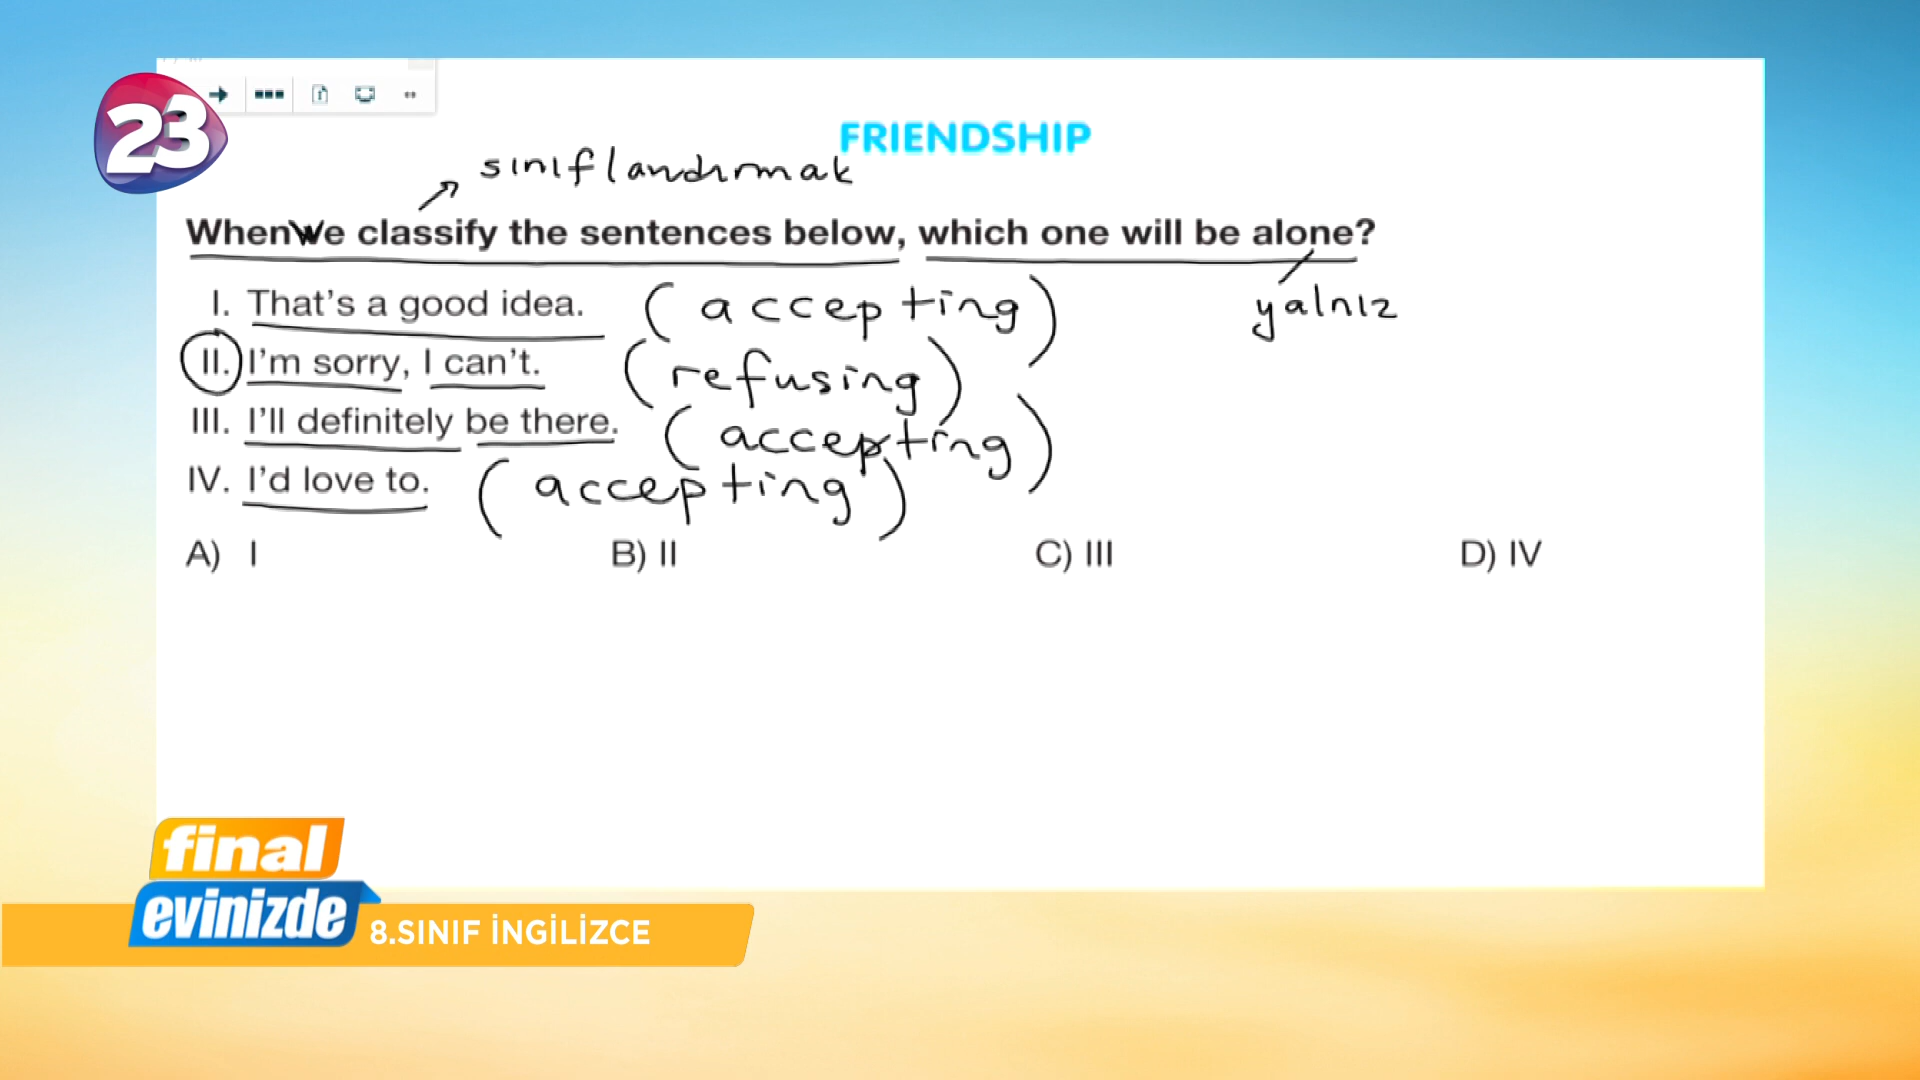 23
FRIENDSHIP
sınıflandırmak
When We classify the sentences below, which one will be alone?
yalnız
I. That's a good idea. (accepting)
II. I'm sorry, I can't. (refusing)
III. I'll definitely be there. (accepting)
IV. I'd love to. (accepting)
A) I B) II C) III D) IV
final
evinizde
8.SINIF İNGİLİZCE